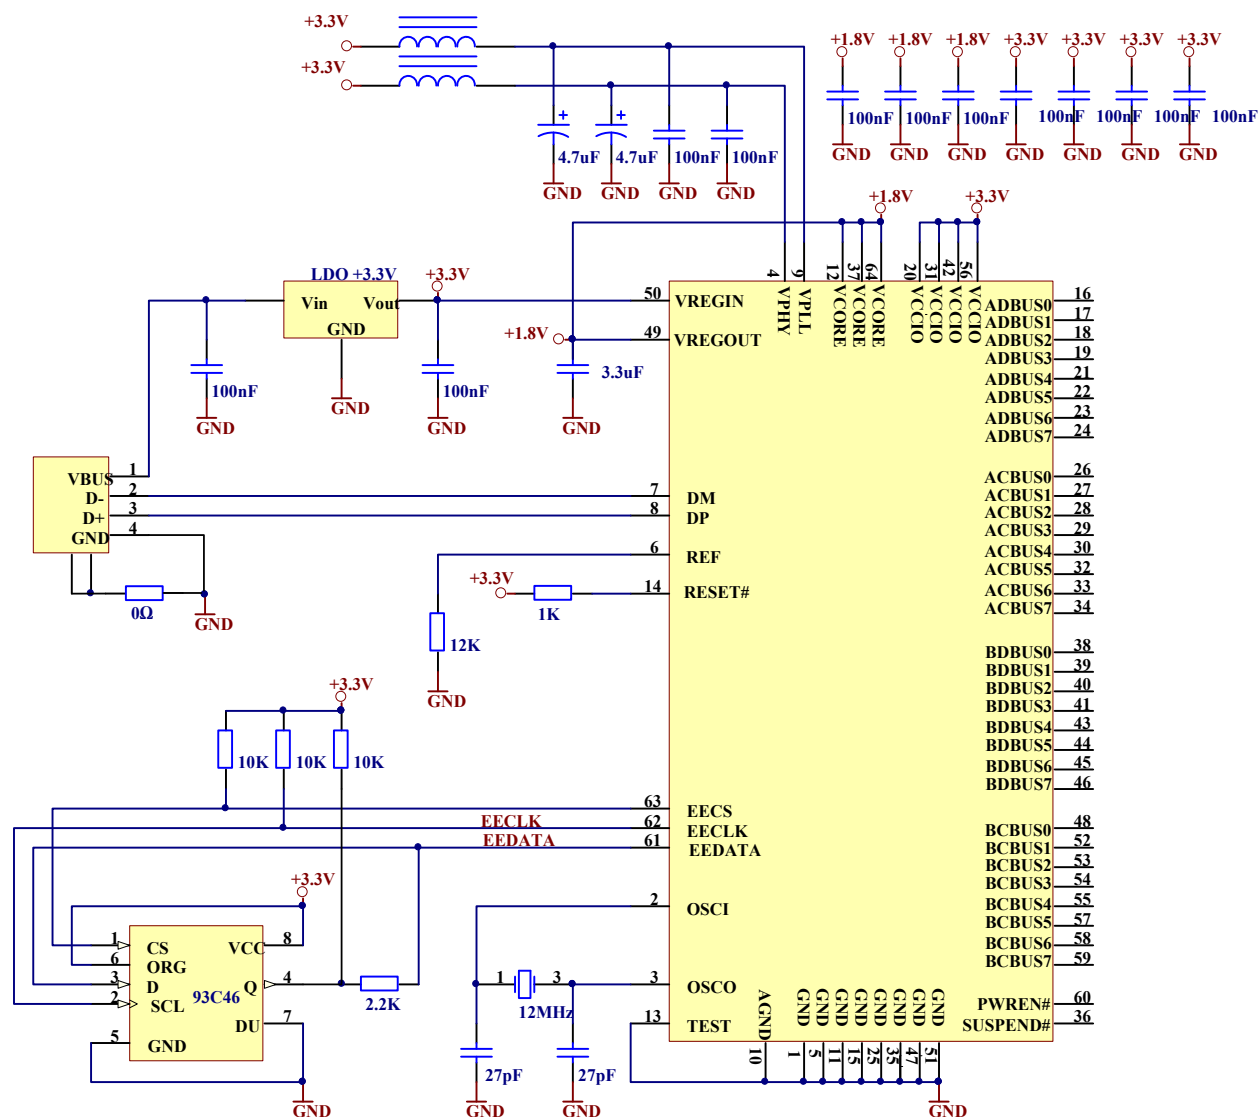 +3.3V
+3.3V
4.7uF
4.7uF
100nF
100nF
GND
GND
GND
GND
+1.8V
+1.8V
+1.8V
+3.3V
+3.3V
+3.3V
+3.3V
100nF
100nF
100nF
100nF
100nF
100nF
100nF
GND
GND
GND
GND
GND
GND
GND
+1.8V
+3.3V
4
9
12
37
64
20
31
42
56
VPHY
VPLL
VCORE
VCORE
VCORE
VCCIO
VCCIO
VCCIO
VCCIO
LDO +3.3V
Vin
Vout
GND
+3.3V
100nF
GND
GND
100nF
GND
+1.8V
3.3uF
GND
50
VREGIN
49
VREGOUT
VBUS
1
D-
2
D+
3
GND
4
0Ω
GND
7
DM
8
DP
6
REF
14
RESET#
+3.3V
1K
12K
GND
+3.3V
10K
10K
10K
63
EECS
EECLK
62
EECLK
EEDATA
61
EEDATA
+3.3V
1
CS
6
ORG
3
D
2
SCL
5
GND
93C46
VCC
8
Q
4
DU
7
2.2K
GND
2
OSCI
3
OSCO
13
TEST
1
3
12MHz
27pF
27pF
GND
GND
AGND
GND
GND
GND
GND
GND
GND
GND
GND
10
1
5
11
15
25
35
47
51
GND
ADBUS0
16
ADBUS1
17
ADBUS2
18
ADBUS3
19
ADBUS4
21
ADBUS5
22
ADBUS6
23
ADBUS7
24
ACBUS0
26
ACBUS1
27
ACBUS2
28
ACBUS3
29
ACBUS4
30
ACBUS5
32
ACBUS6
33
ACBUS7
34
BDBUS0
38
BDBUS1
39
BDBUS2
40
BDBUS3
41
BDBUS4
43
BDBUS5
44
BDBUS6
45
BDBUS7
46
BCBUS0
48
BCBUS1
52
BCBUS2
53
BCBUS3
54
BCBUS4
55
BCBUS5
57
BCBUS6
58
BCBUS7
59
PWREN#
60
SUSPEND#
36